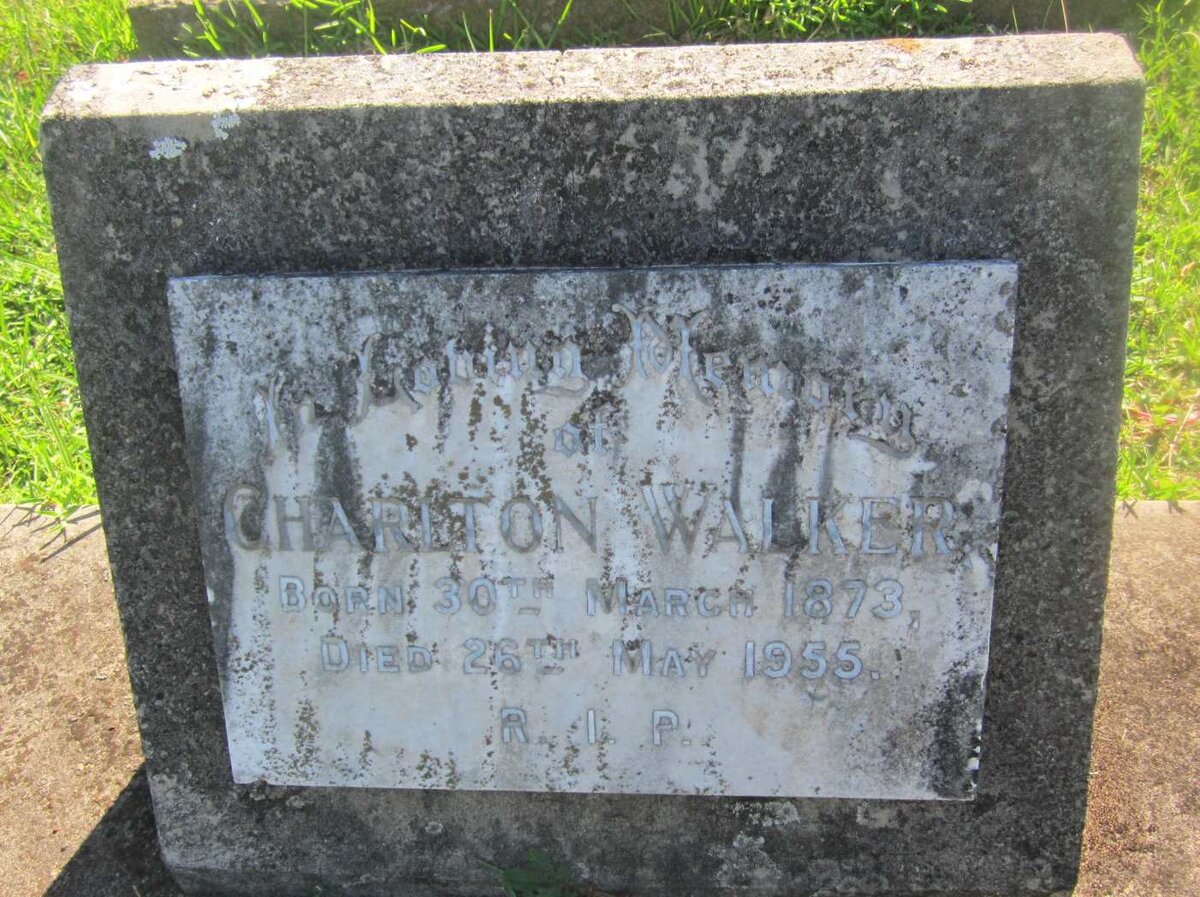 In Loving Memory
of
CHARLTON WALKER
BORN 30TH MARCH 1873,
DIED 26TH MAY 1955.
R. I. P.